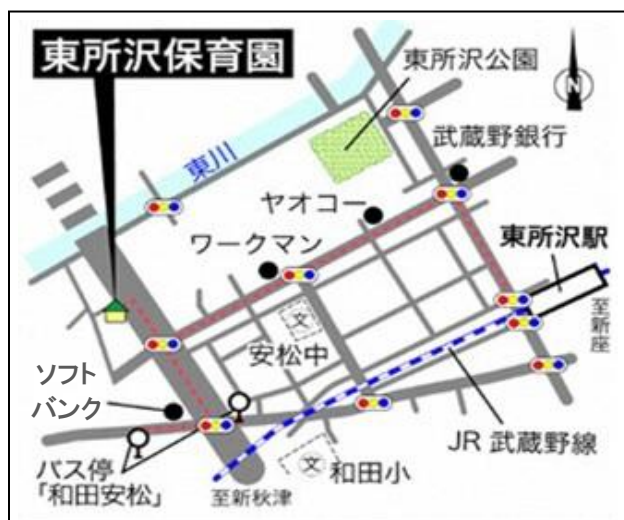 東所沢保育園
東所沢公園
N
東川
武蔵野銀行
ヤオコー
ワークマン
東所沢駅
至新座
文
安松中
ソフト
バンク
JR 武蔵野線
バス停
「和田安松」
文
和田小
至新秋津